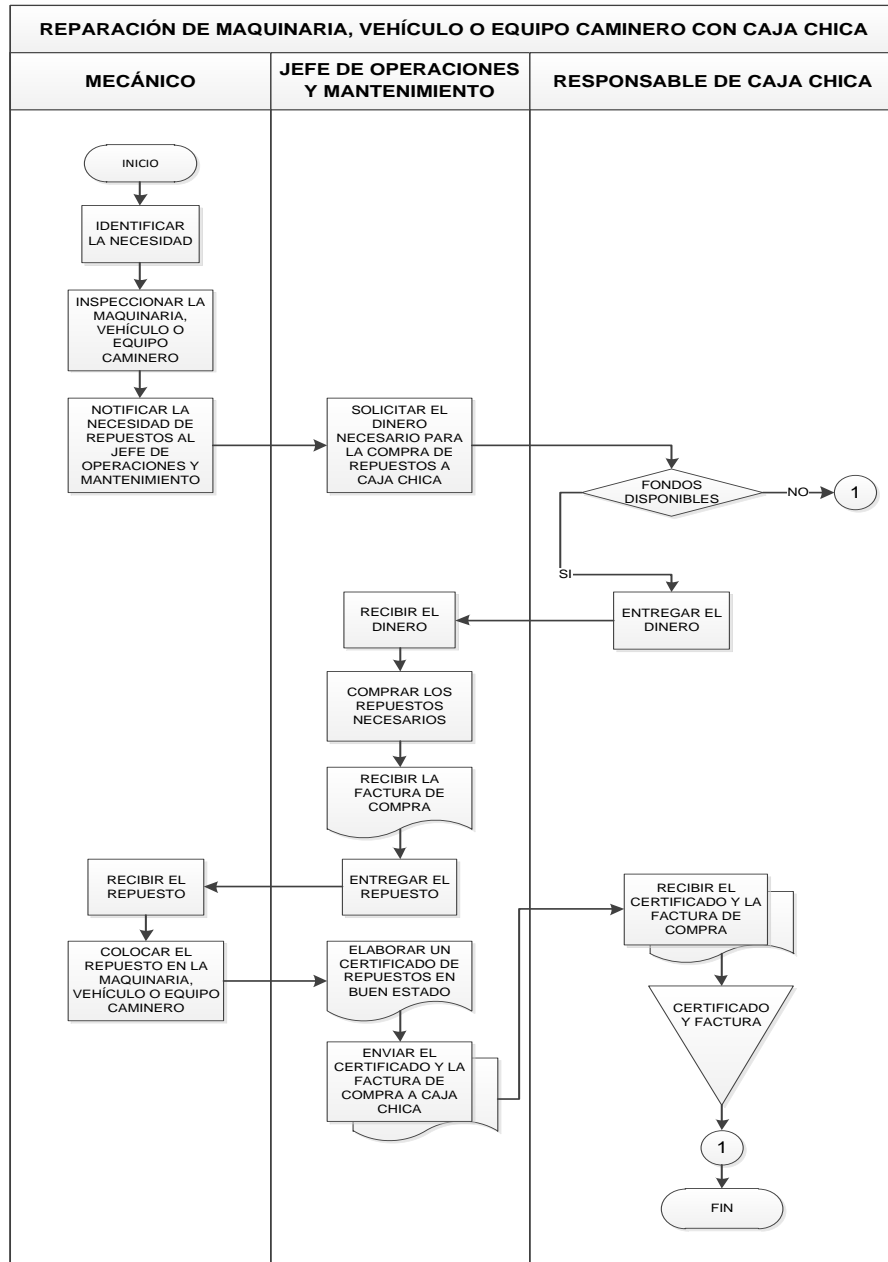 REPARACIÓN DE MAQUINARIA, VEHÍCULO O EQUIPO CAMINERO CON CAJA CHICA
MECÁNICO
JEFE DE OPERACIONES
Y MANTENIMIENTO
RESPONSABLE DE CAJA CHICA
INICIO
IDENTIFICAR
LA NECESIDAD
INSPECCIONAR LA
MAQUINARIA,
VEHÍCULO O
EQUIPO
CAMINERO
NOTIFICAR LA
NECESIDAD DE
REPUESTOS AL
JEFE DE
OPERACIONES Y
MANTENIMIENTO
SOLICITAR EL
DINERO
NECESARIO PARA
LA COMPRA DE
REPUESTOS A
CAJA CHICA
FONDOS
DISPONIBLES
NO
1
SI
ENTREGAR EL
DINERO
RECIBIR EL
DINERO
COMPRAR LOS
REPUESTOS
NECESARIOS
RECIBIR LA
FACTURA DE
COMPRA
ENTREGAR EL
REPUESTO
RECIBIR EL
REPUESTO
COLOCAR EL
REPUESTO EN LA
MAQUINARIA,
VEHÍCULO O EQUIPO
CAMINERO
ELABORAR UN
CERTIFICADO DE
REPUESTOS EN
BUEN ESTADO
ENVIAR EL
CERTIFICADO Y LA
FACTURA DE
COMPRA A CAJA
CHICA
RECIBIR EL
CERTIFICADO Y LA
FACTURA DE
COMPRA
CERTIFICADO
Y FACTURA
1
FIN